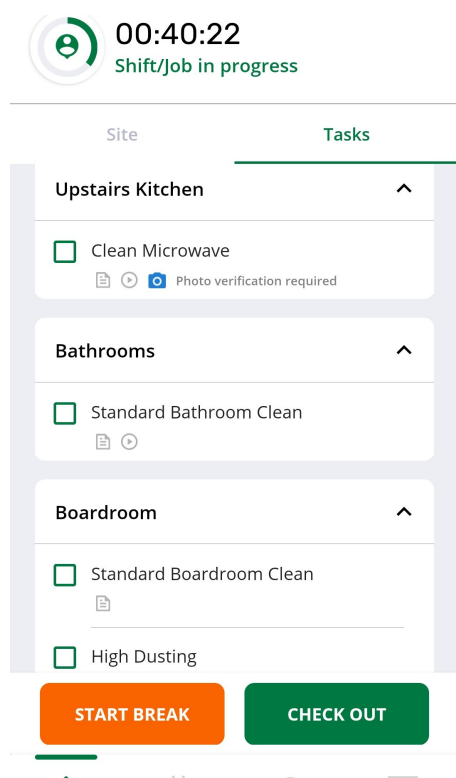 00:40:22
Shift/Job in progress
Site Tasks
Upstairs Kitchen
Clean Microwave
Photo verification required
Bathrooms
Standard Bathroom Clean
Boardroom
Standard Boardroom Clean
High Dusting
START BREAK CHECK OUT